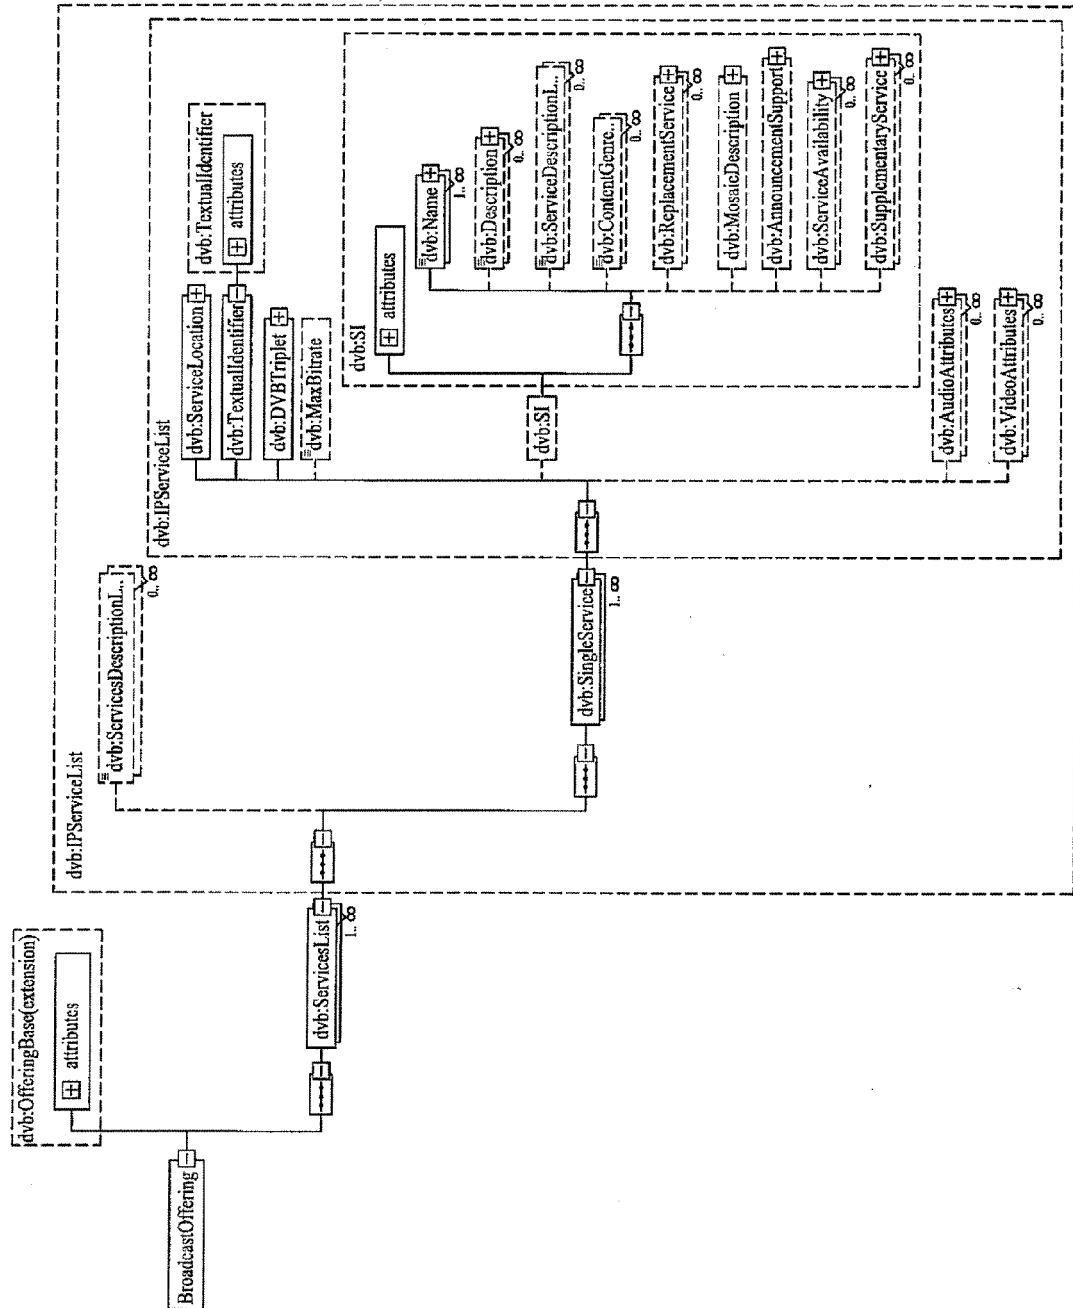 BroadcastOffering
dvb:OfferingBase(extension)
attributes
dvb:ServicesList
1..∞
dvb:IPServiceList
dvb:ServicesDescriptionL...
0..∞
dvb:SingleService
1..∞
dvb:IPServiceList
dvb:ServiceLocation
dvb:TextualIdentifier
dvb:TextualIdentifier
attributes
dvb:DVBTriplet
dvb:MaxBitrate
dvb:SI
dvb:SI
attributes
dvb:Name
1..∞
dvb:Description
0..∞
dvb:ServiceDescriptionL...
0..∞
dvb:ContentGenre...
0..∞
dvb:ReplacementService
0..∞
dvb:MosaicDescription
dvb:AnnouncementSupport
dvb:ServiceAvailability
0..∞
dvb:SupplementaryService
0..∞
dvb:AudioAttributes
0..∞
dvb:VideoAttributes
0..∞